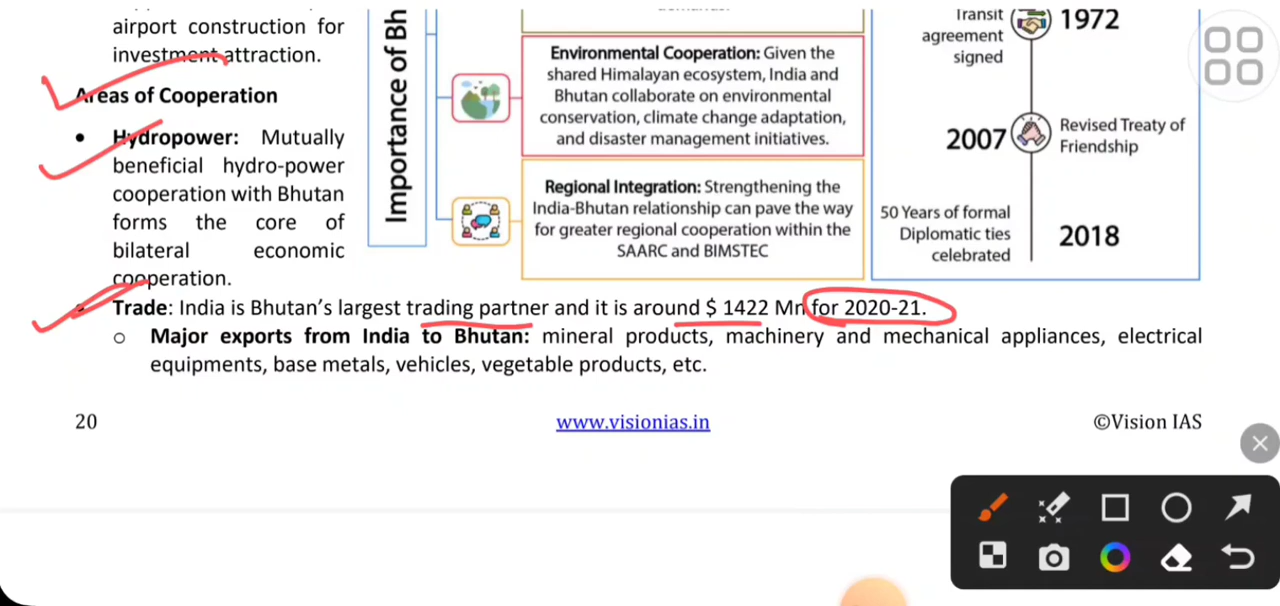 airport construction for
investment attraction.
Areas of Cooperation
• Hydropower: Mutually
beneficial hydro-power
cooperation with Bhutan
forms the core of
bilateral economic
cooperation.
Importance of Bh
Environmental Cooperation: Given the
shared Himalayan ecosystem, India and
Bhutan collaborate on environmental
conservation, climate change adaptation,
and disaster management initiatives.
Regional Integration: Strengthening the
India-Bhutan relationship can pave the way
for greater regional cooperation within the
SAARC and BIMSTEC
Transit
agreement
signed
1972
2007
Revised Treaty of
Friendship
50 Years of formal
Diplomatic ties
celebrated
2018
Trade: India is Bhutan's largest trading partner and it is around $ 1422 Mn for 2020-21.
o Major exports from India to Bhutan: mineral products, machinery and mechanical appliances, electrical
equipments, base metals, vehicles, vegetable products, etc.
20
www.visionias.in
©Vision IAS